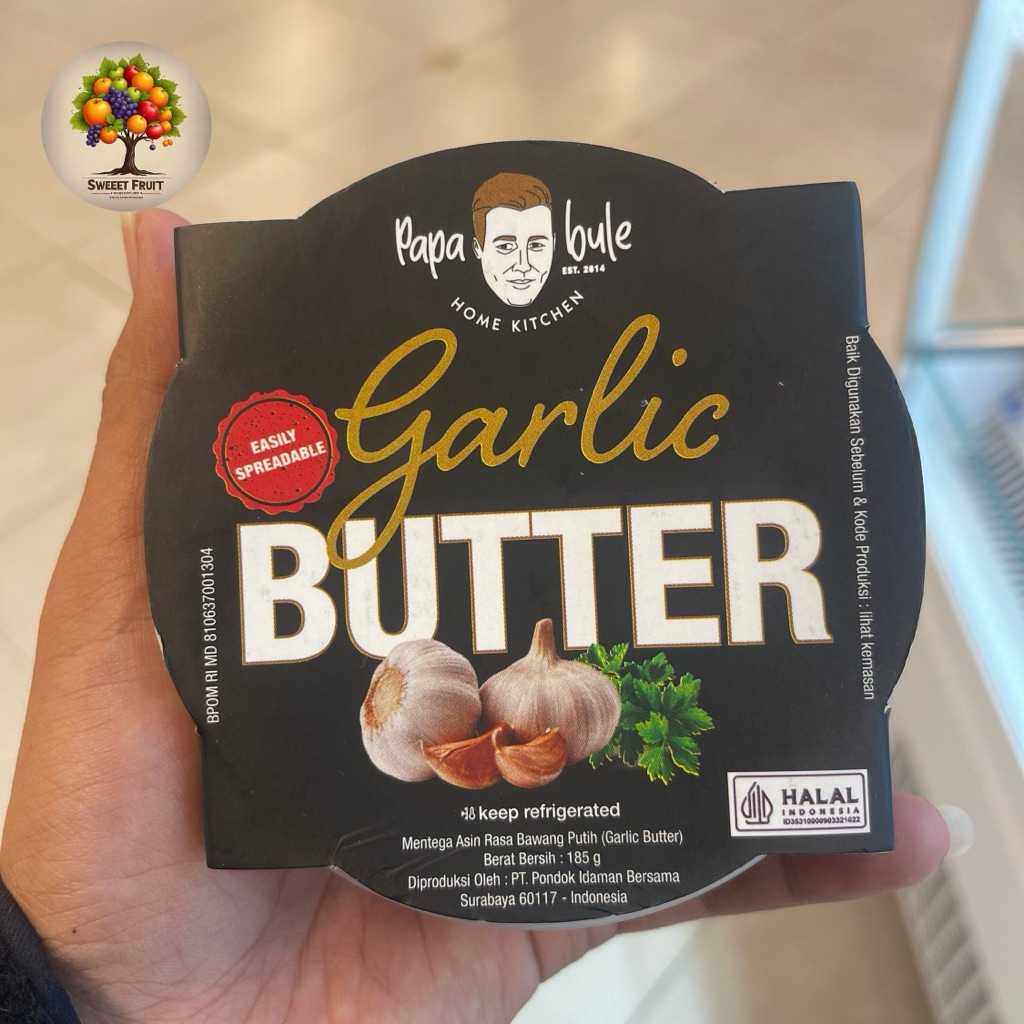 SWEEET FRUIT
Papa bule
EST. 2014
HOME KITCHEN
Garlic
EASILY
SPREADABLE
BUTTER
BPOM RI MD 810637001304
Baik Digunakan Sebelum & Kode Produksi : lihat kemasan
keep refrigerated
HALAL
INDONESIA
ID35310000903321022
Mentega Asin Rasa Bawang Putih (Garlic Butter)
Berat Bersih : 185 g
Diproduksi Oleh : PT. Pondok Idaman Bersama
Surabaya 60117 - Indonesia